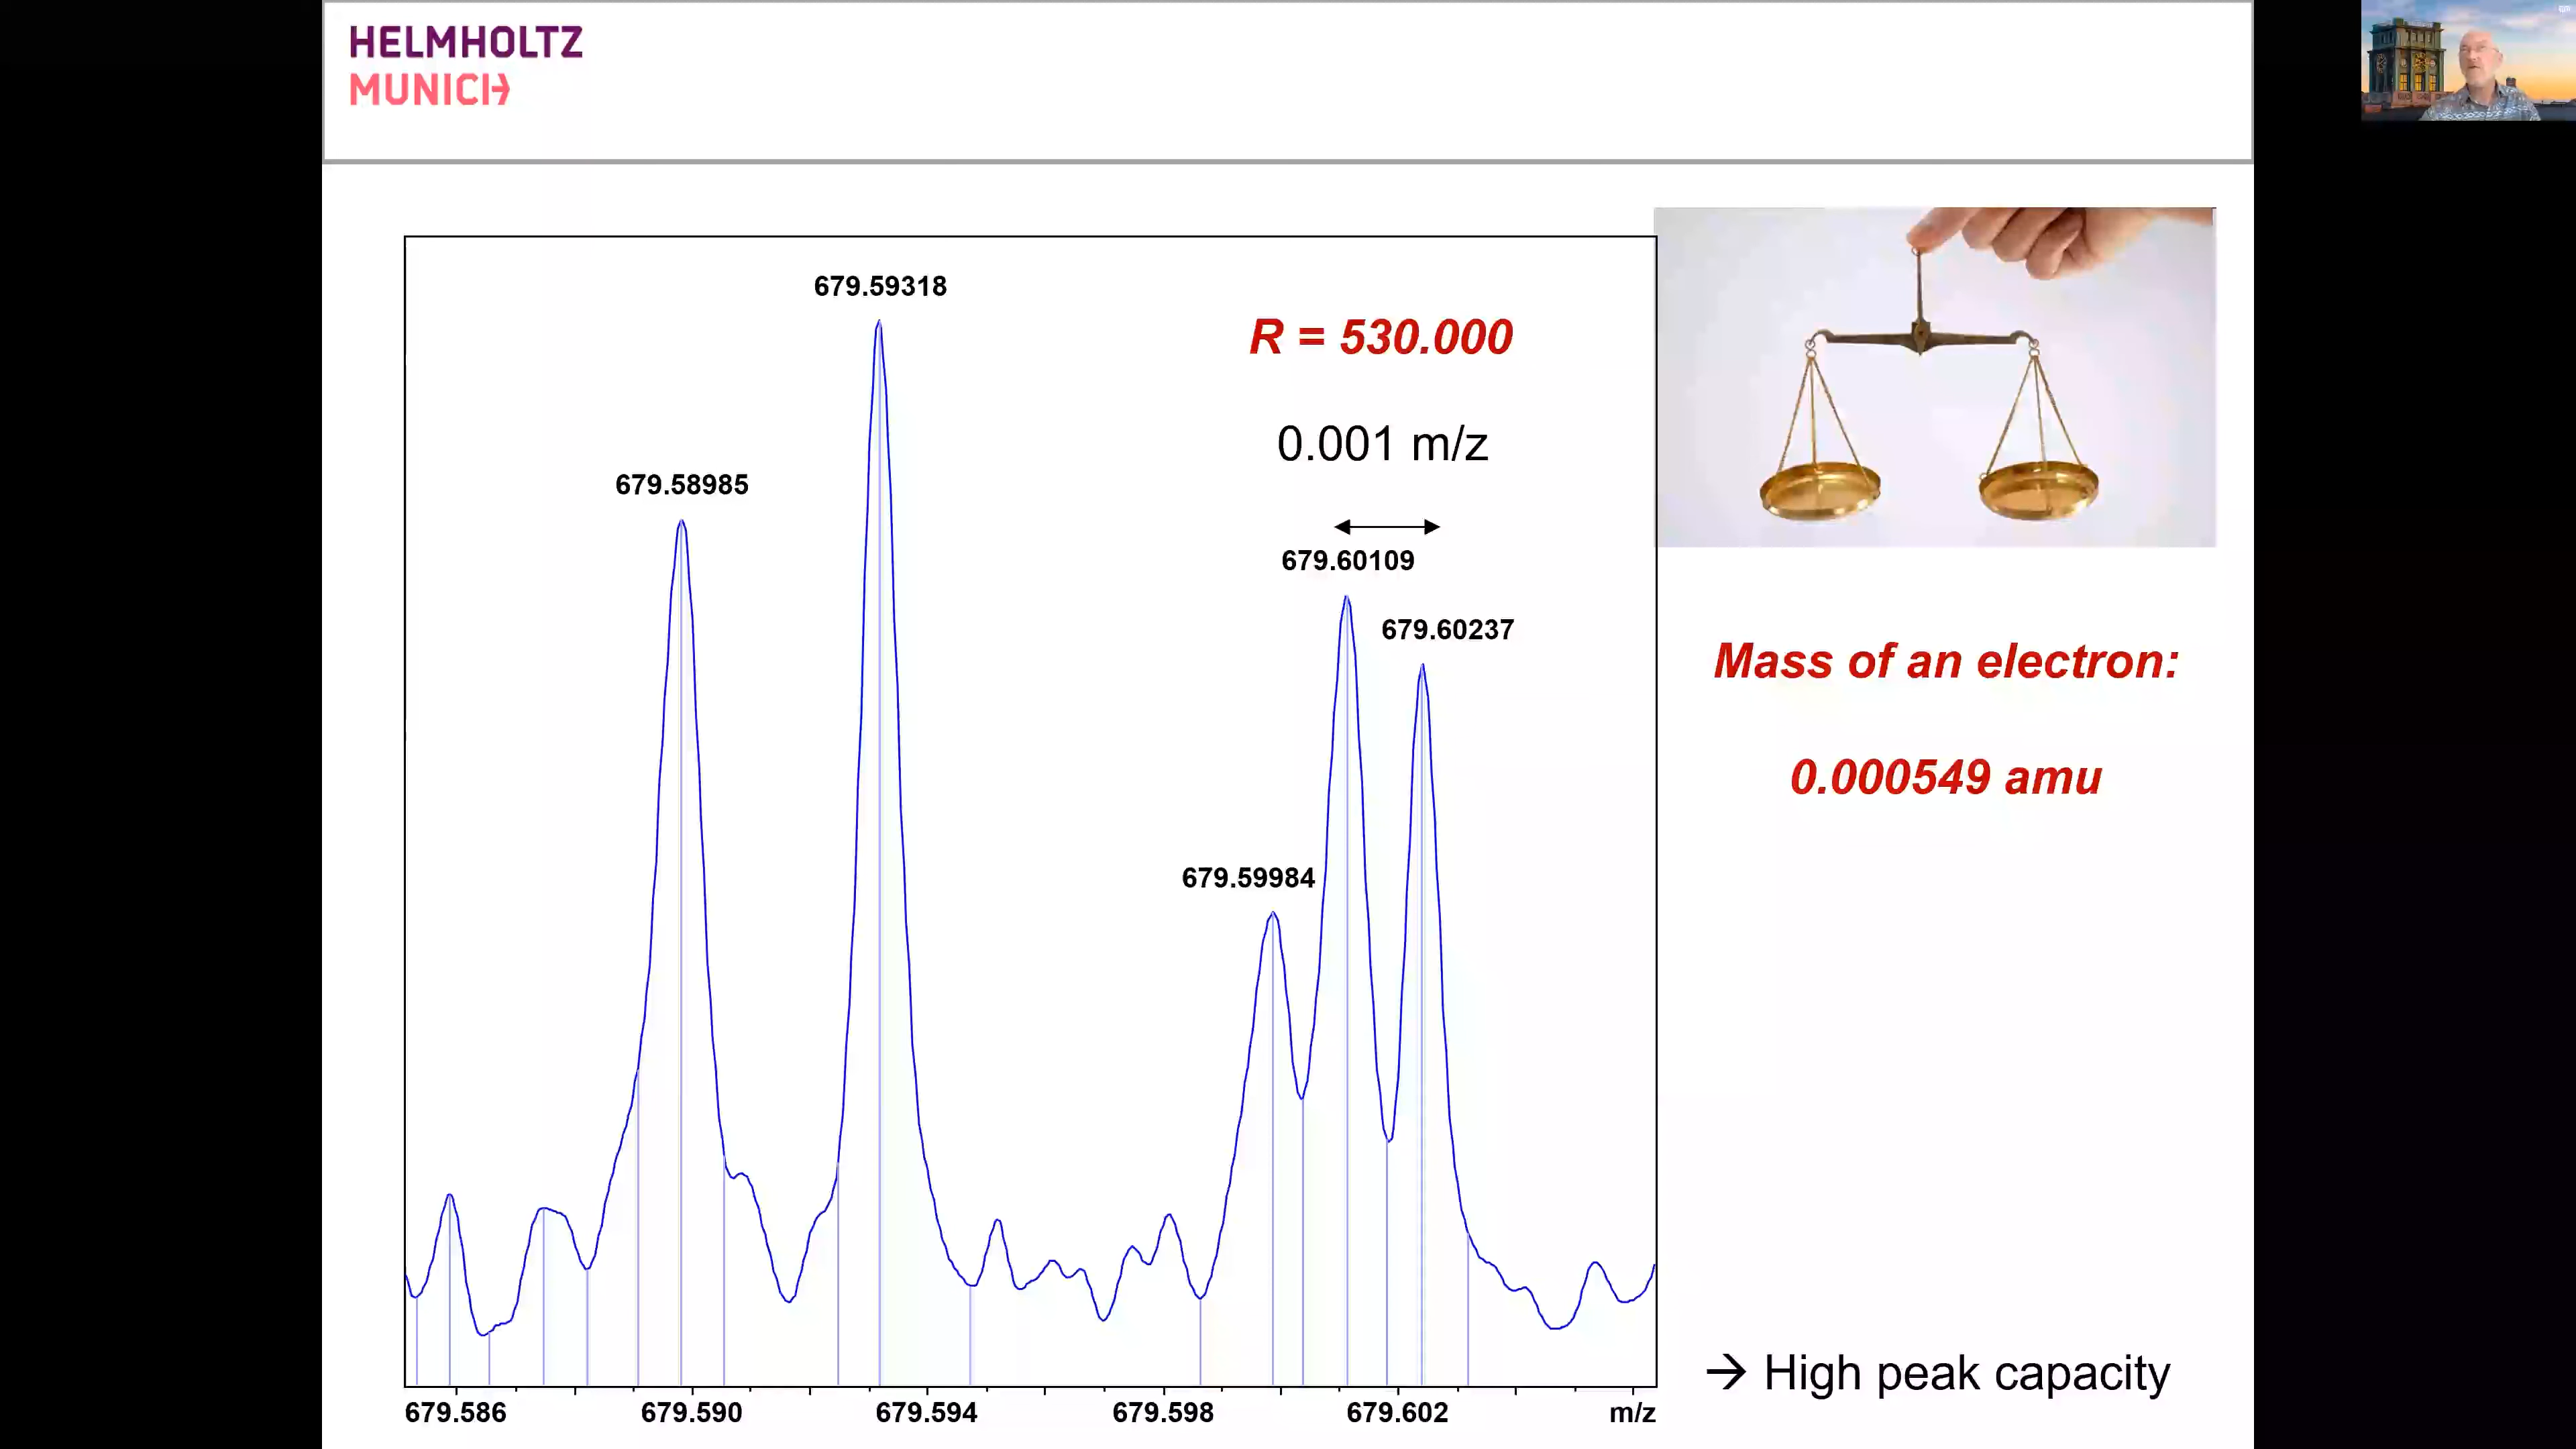 HELMHOLTZ
MUNICH
679.59318
R = 530.000
0.001 m/z
679.58985
679.60109
679.60237
Mass of an electron:
0.000549 amu
679.59984
→ High peak capacity
679.586 679.590 679.594 679.598 679.602 m/z